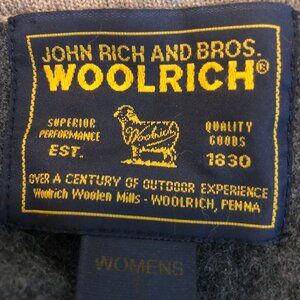 JOHN RICH AND BROS.
WOOLRICH®
SUPERIOR
PERFORMANCE
EST.
Woolrich
QUALITY
GOODS
1830
OVER A CENTURY OF OUTDOOR EXPERIENCE
Woolrich Woolen Mills - WOOLRICH, PENNA
WOMENS